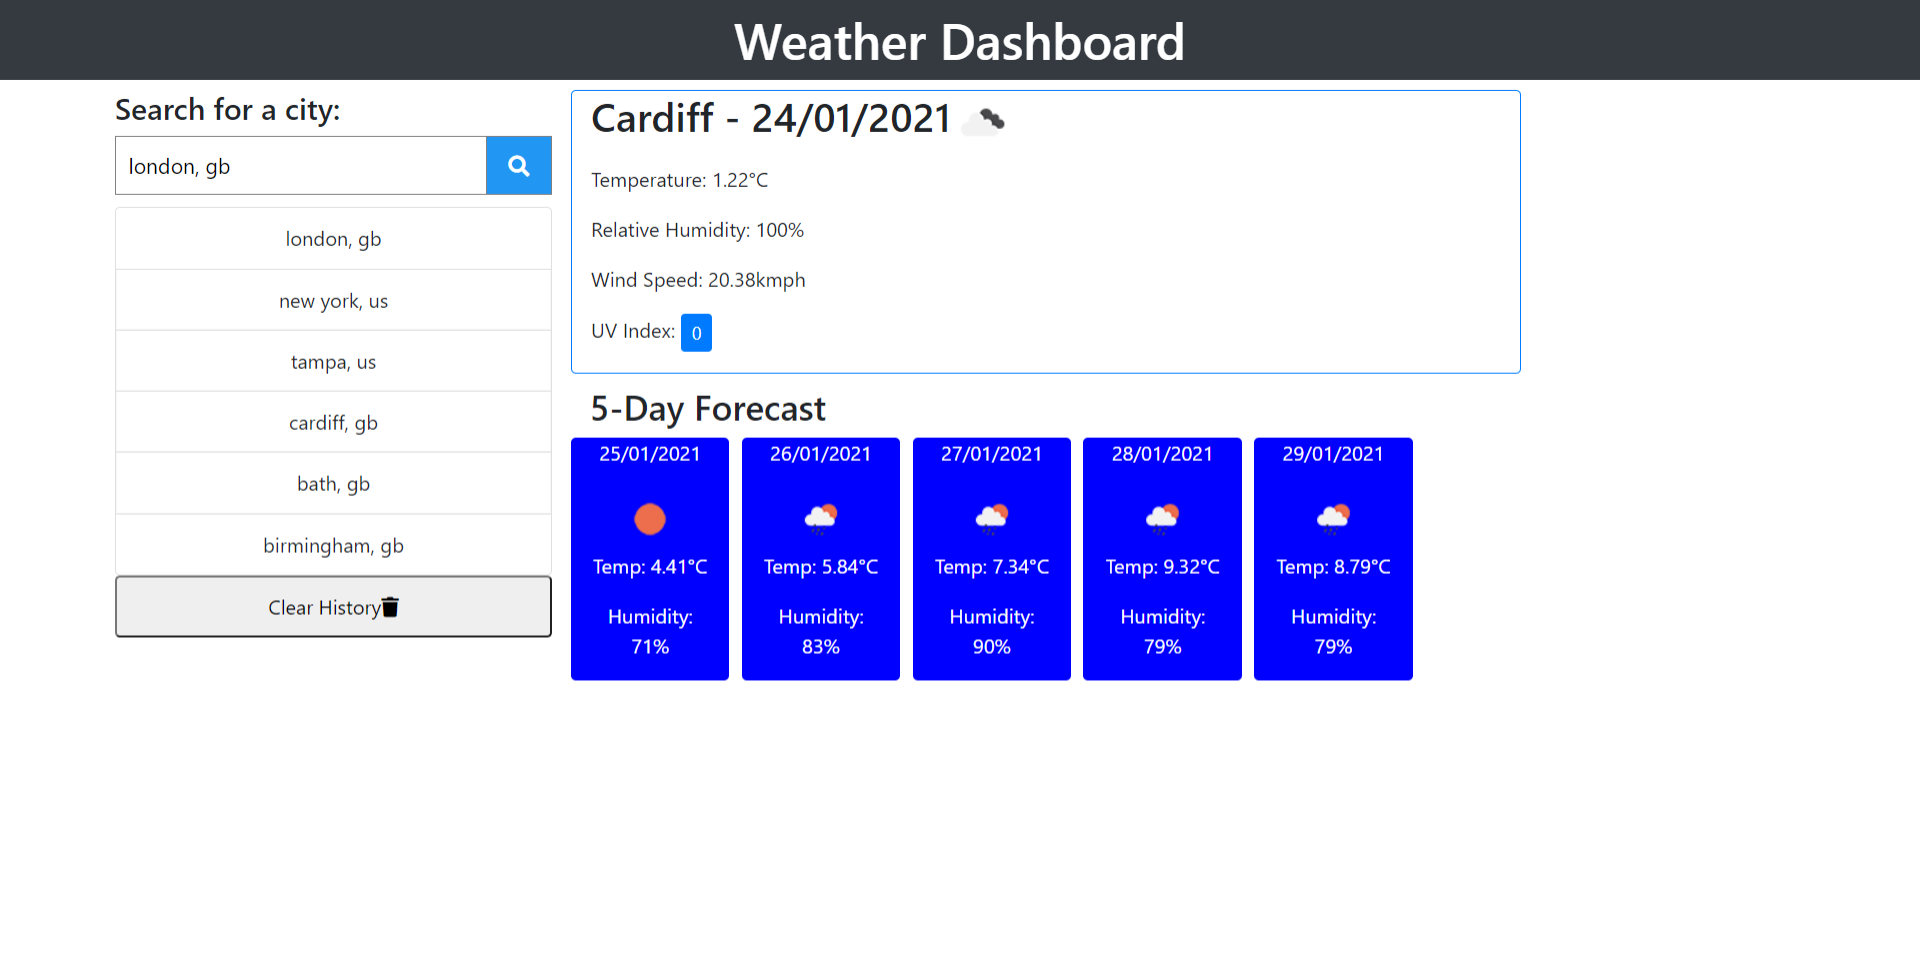 Weather Dashboard
Search for a city:
london, gb
london, gb
new york, us
tampa, us
cardiff, gb
bath, gb
birmingham, gb
Clear History
Cardiff - 24/01/2021
Temperature: 1.22°C
Relative Humidity: 100%
Wind Speed: 20.38kmph
UV Index: 0
5-Day Forecast
25/01/2021
Temp: 4.41°C
Humidity:
71%
26/01/2021
Temp: 5.84°C
Humidity:
83%
27/01/2021
Temp: 7.34°C
Humidity:
90%
28/01/2021
Temp: 9.32°C
Humidity:
79%
29/01/2021
Temp: 8.79°C
Humidity:
79%